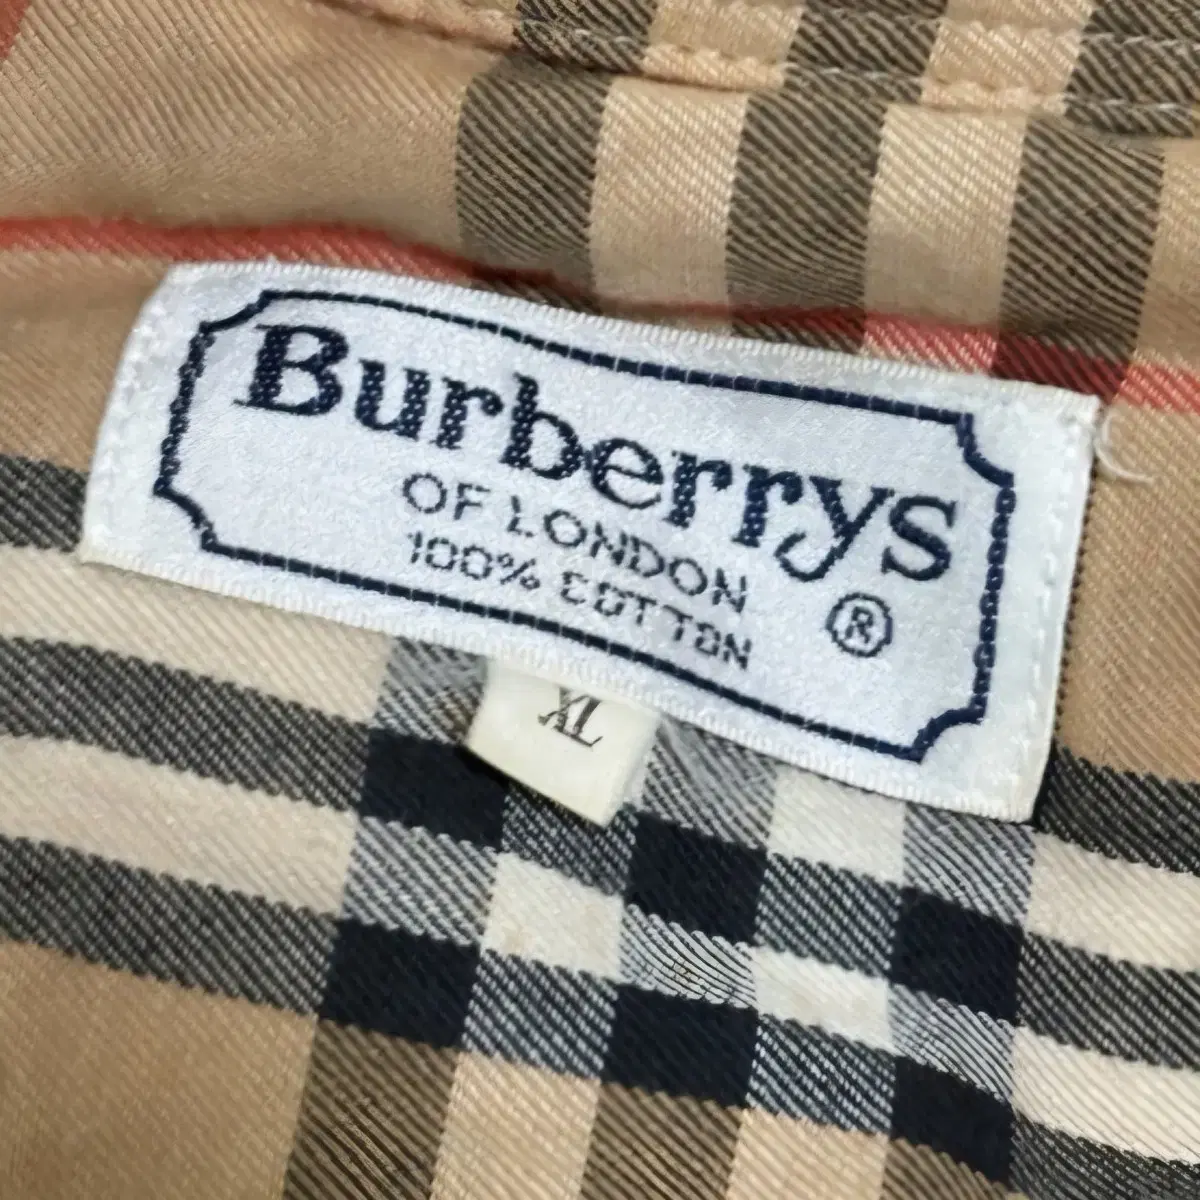 Burberrys
OF LONDON
100% COTTON
®
XL